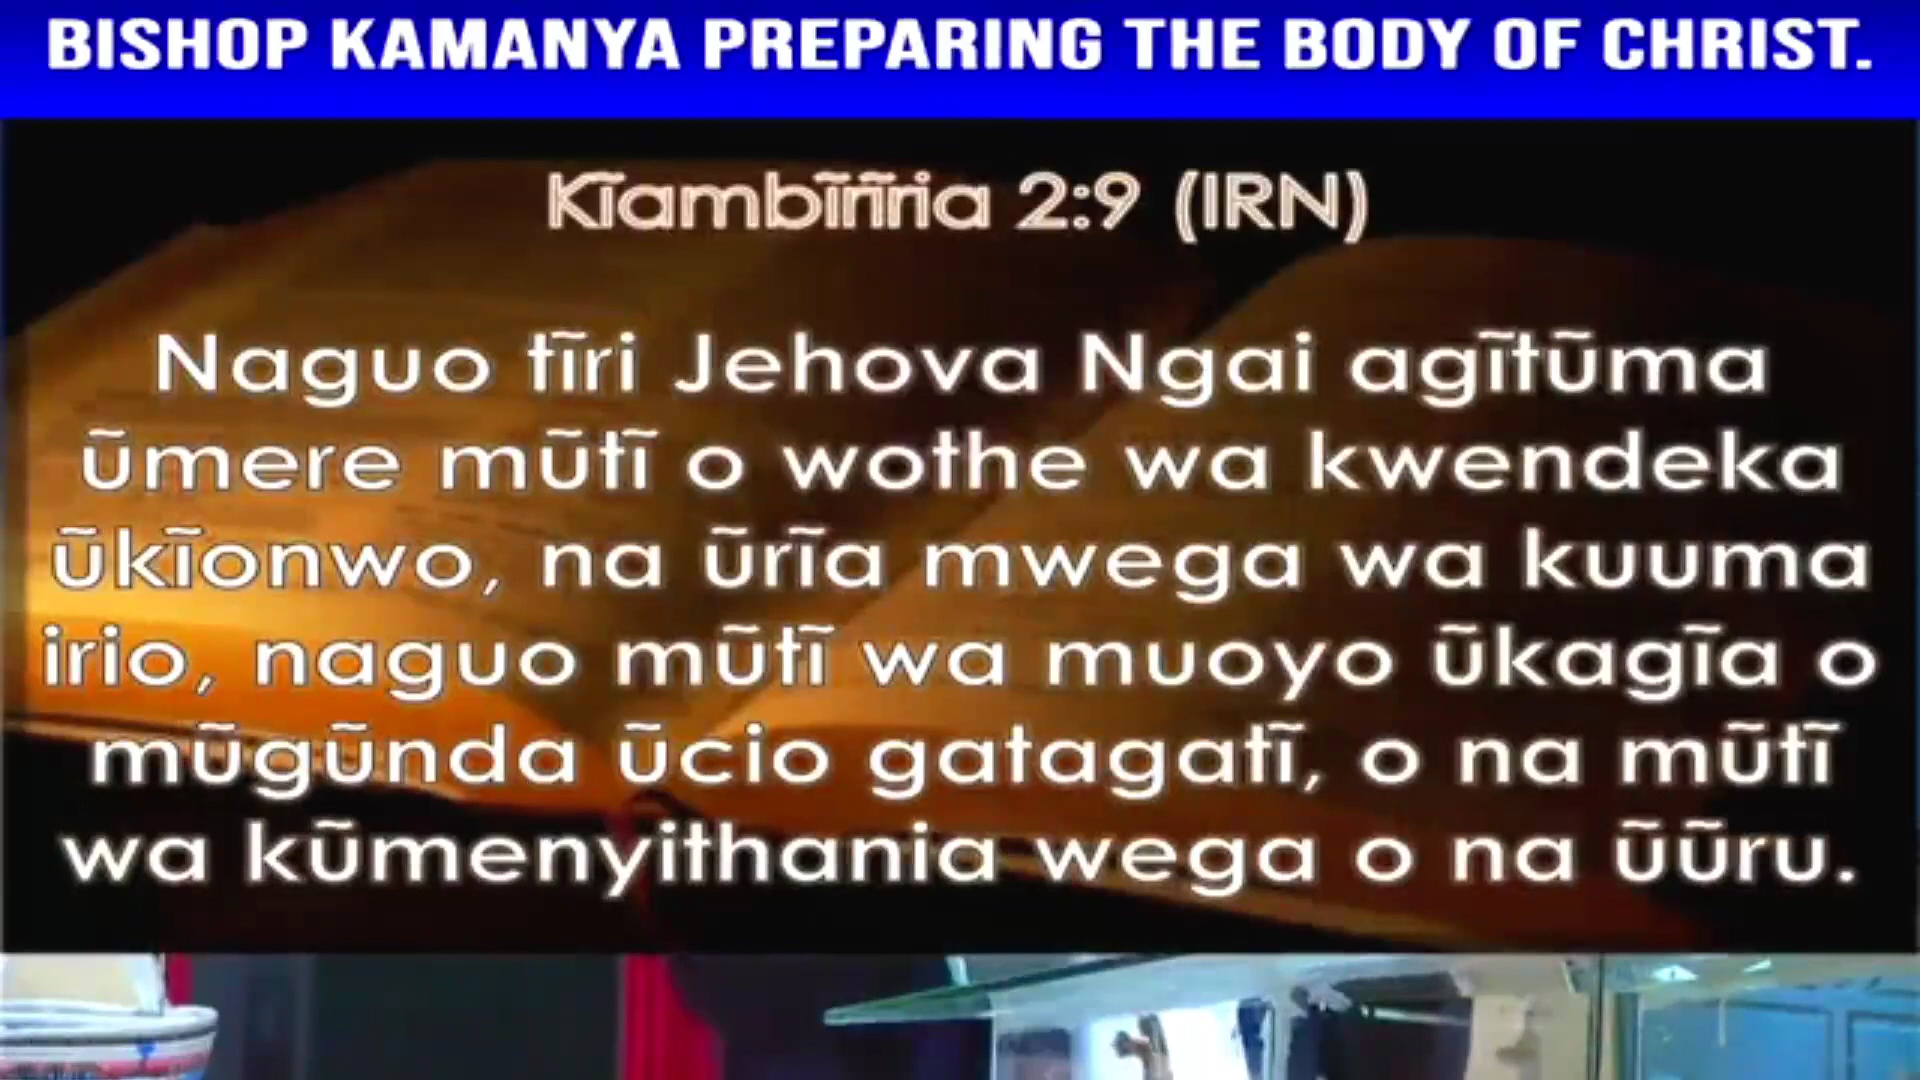 BISHOP KAMANYA PREPARING THE BODY OF CHRIST.
Kĩambĩrĩria 2:9 (IRN)
Naguo tĩri Jehova Ngai agĩtũma
ũmere mũtĩ o wothe wa kwendeka
ũkĩonwo, na ũrĩa mwega wa kuuma
irio, naguo mũtĩ wa muoyo ũkagĩa o
mũgũnda ũcio gatagatĩ, o na mũtĩ
wa kũmenyithania wega o na ũũru.